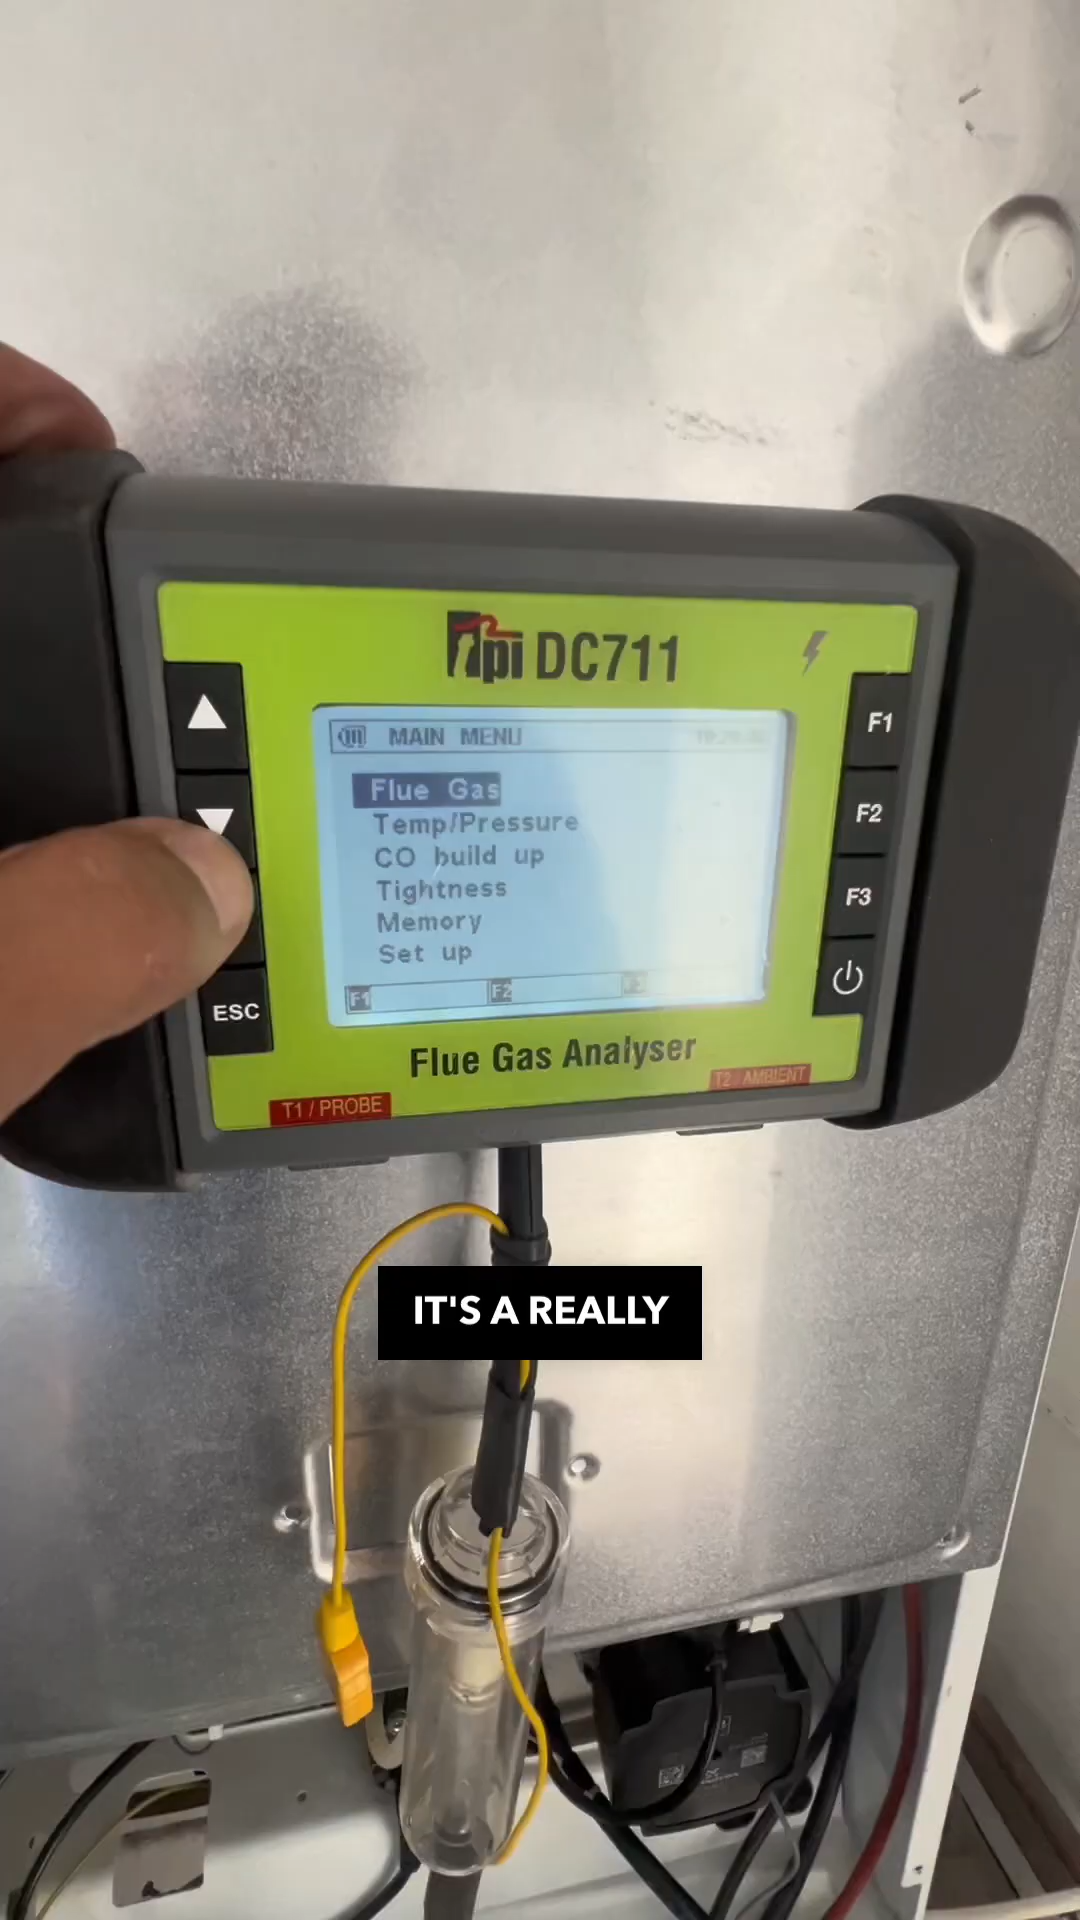 tpi DC711
MAIN MENU
Flue Gas
Temp/Pressure
CO build up
Tightness
Memory
Set up
F1 F2 F3
F1
F2
F3
ESC
Flue Gas Analyser
T1 / PROBE
T2 / AMBIENT
IT'S A REALLY